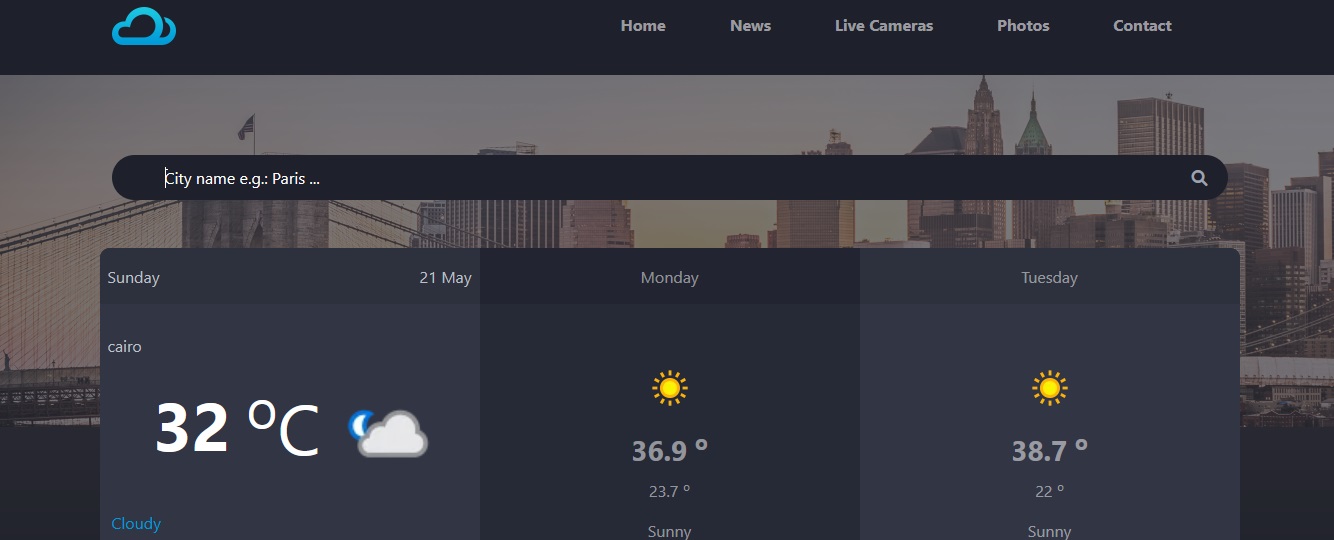 Home News Live Cameras Photos Contact
City name e.g.: Paris ...
Sunday 21 May Monday Tuesday
cairo
32 °C
36.9 ° 38.7 °
23.7 ° 22 °
Cloudy Sunny Sunny